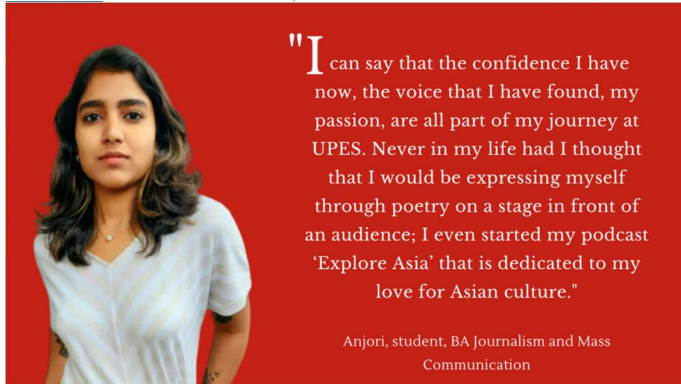 "I can say that the confidence I have
now, the voice that I have found, my
passion, are all part of my journey at
UPES. Never in my life had I thought
that I would be expressing myself
through poetry on a stage in front of
an audience; I even started my podcast
‘Explore Asia’ that is dedicated to my
love for Asian culture."
Anjori, student, BA Journalism and Mass
Communication